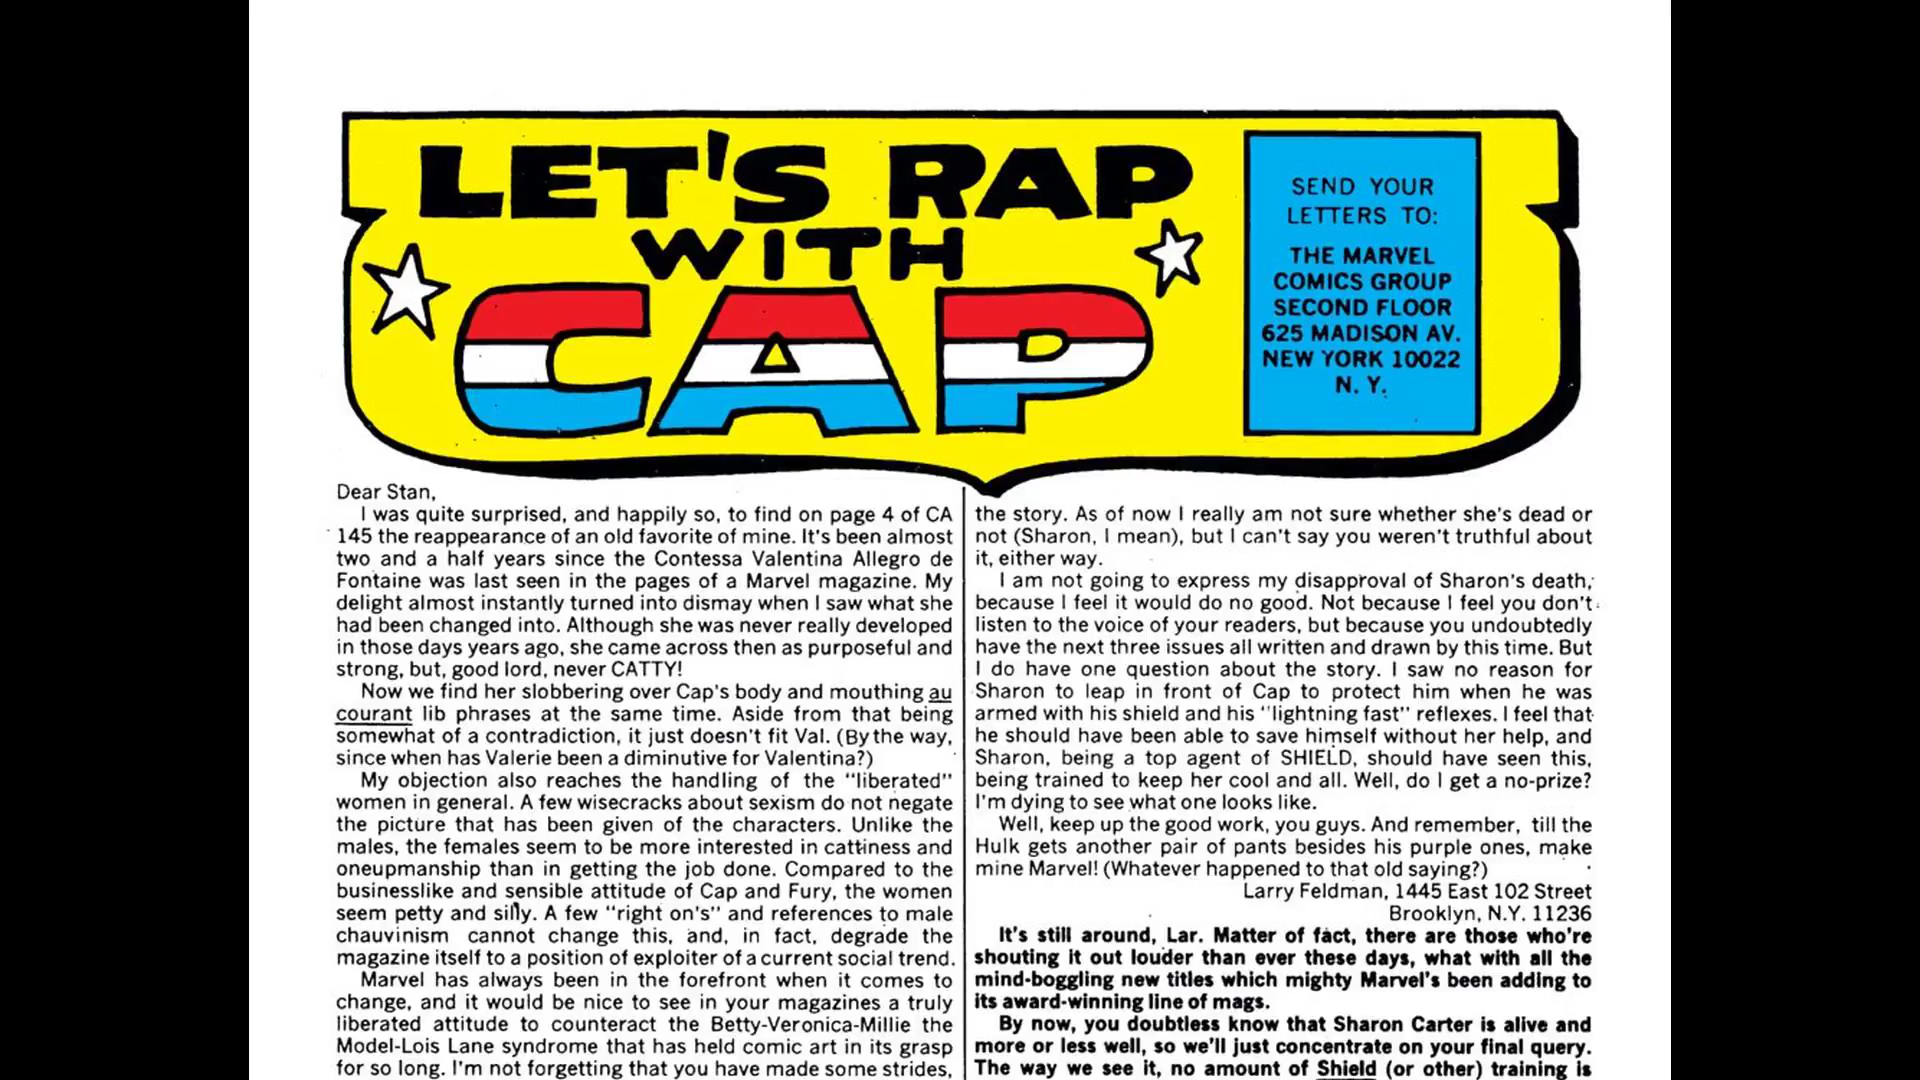 LET'S RAP
WITH
CAP
SEND YOUR
LETTERS TO:
THE MARVEL
COMICS GROUP
SECOND FLOOR
625 MADISON AV.
NEW YORK 10022
N. Y.
Dear Stan,
I was quite surprised, and happily so, to find on page 4 of CA
145 the reappearance of an old favorite of mine. It's been almost
two and a half years since the Contessa Valentina Allegro de
Fontaine was last seen in the pages of a Marvel magazine. My
delight almost instantly turned into dismay when I saw what she
had been changed into. Although she was never really developed
in those days years ago, she came across then as purposeful and
strong, but, good lord, never CATTY!
Now we find her slobbering over Cap's body and mouthing au
courant lib phrases at the same time. Aside from that being
somewhat of a contradiction, it just doesn't fit Val. (By the way,
since when has Valerie been a diminutive for Valentina?)
My objection also reaches the handling of the "liberated"
women in general. A few wisecracks about sexism do not negate
the picture that has been given of the characters. Unlike the
males, the females seem to be more interested in cattiness and
oneupmanship than in getting the job done. Compared to the
businesslike and sensible attitude of Cap and Fury, the women
seem petty and silly. A few "right on's" and references to male
chauvinism cannot change this, and, in fact, degrade the
magazine itself to a position of exploiter of a current social trend.
Marvel has always been in the forefront when it comes to
change, and it would be nice to see in your magazines a truly
liberated attitude to counteract the Betty-Veronica-Millie the
Model-Lois Lane syndrome that has held comic art in its grasp
for so long. I'm not forgetting that you have made some strides,
the story. As of now I really am not sure whether she's dead or
not (Sharon, I mean), but I can't say you weren't truthful about
it, either way.
I am not going to express my disapproval of Sharon's death,
because I feel it would do no good. Not because I feel you don't
listen to the voice of your readers, but because you undoubtedly
have the next three issues all written and drawn by this time. But
I do have one question about the story. I saw no reason for
Sharon to leap in front of Cap to protect him when he was
armed with his shield and his "lightning fast" reflexes. I feel that
he should have been able to save himself without her help, and
Sharon, being a top agent of SHIELD, should have seen this,
being trained to keep her cool and all. Well, do I get a no-prize?
I'm dying to see what one looks like.
Well, keep up the good work, you guys. And remember, till the
Hulk gets another pair of pants besides his purple ones, make
mine Marvel! (Whatever happened to that old saying?)
Larry Feldman, 1445 East 102 Street
Brooklyn, N.Y. 11236
It's still around, Lar. Matter of fact, there are those who're
shouting it out louder than ever these days, what with all the
mind-boggling new titles which mighty Marvel's been adding to
its award-winning line of mags.
By now, you doubtless know that Sharon Carter is alive and
more or less well, so we'll just concentrate on your final query.
The way we see it, no amount of Shield (or other) training is